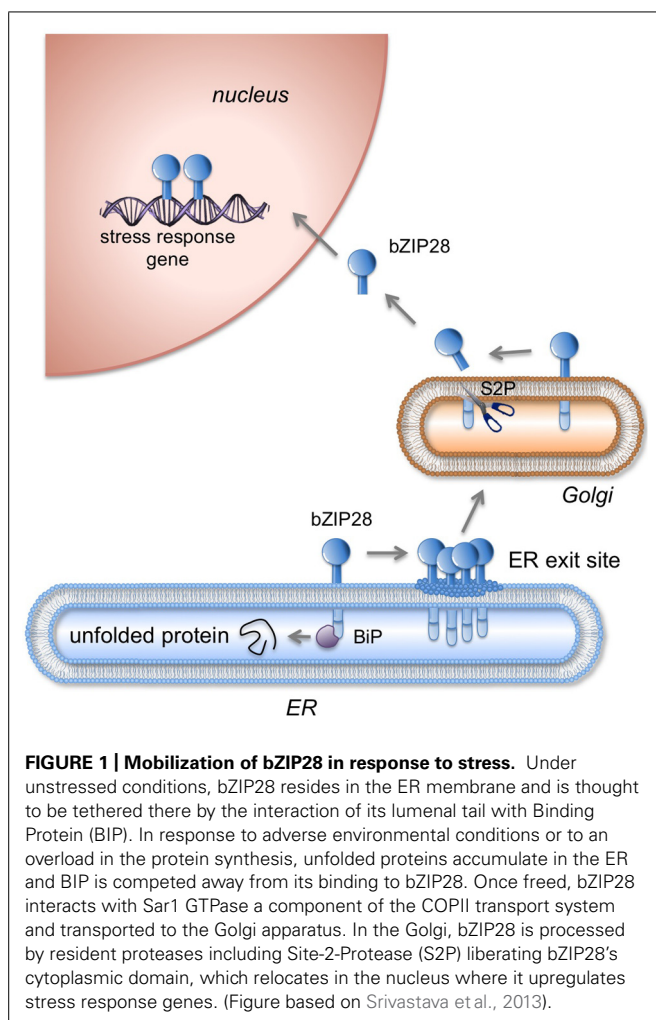 nucleus
stress response
gene
bZIP28
S2P
Golgi
bZIP28
ER exit site
unfolded protein
BiP
ER
FIGURE 1 | Mobilization of bZIP28 in response to stress. Under
unstressed conditions, bZIP28 resides in the ER membrane and is thought
to be tethered there by the interaction of its lumenal tail with Binding
Protein (BIP). In response to adverse environmental conditions or to an
overload in the protein synthesis, unfolded proteins accumulate in the ER
and BIP is competed away from its binding to bZIP28. Once freed, bZIP28
interacts with Sar1 GTPase a component of the COPII transport system
and transported to the Golgi apparatus. In the Golgi, bZIP28 is processed
by resident proteases including Site-2-Protease (S2P) liberating bZIP28's
cytoplasmic domain, which relocates in the nucleus where it upregulates
stress response genes. (Figure based on Srivastava et al., 2013).